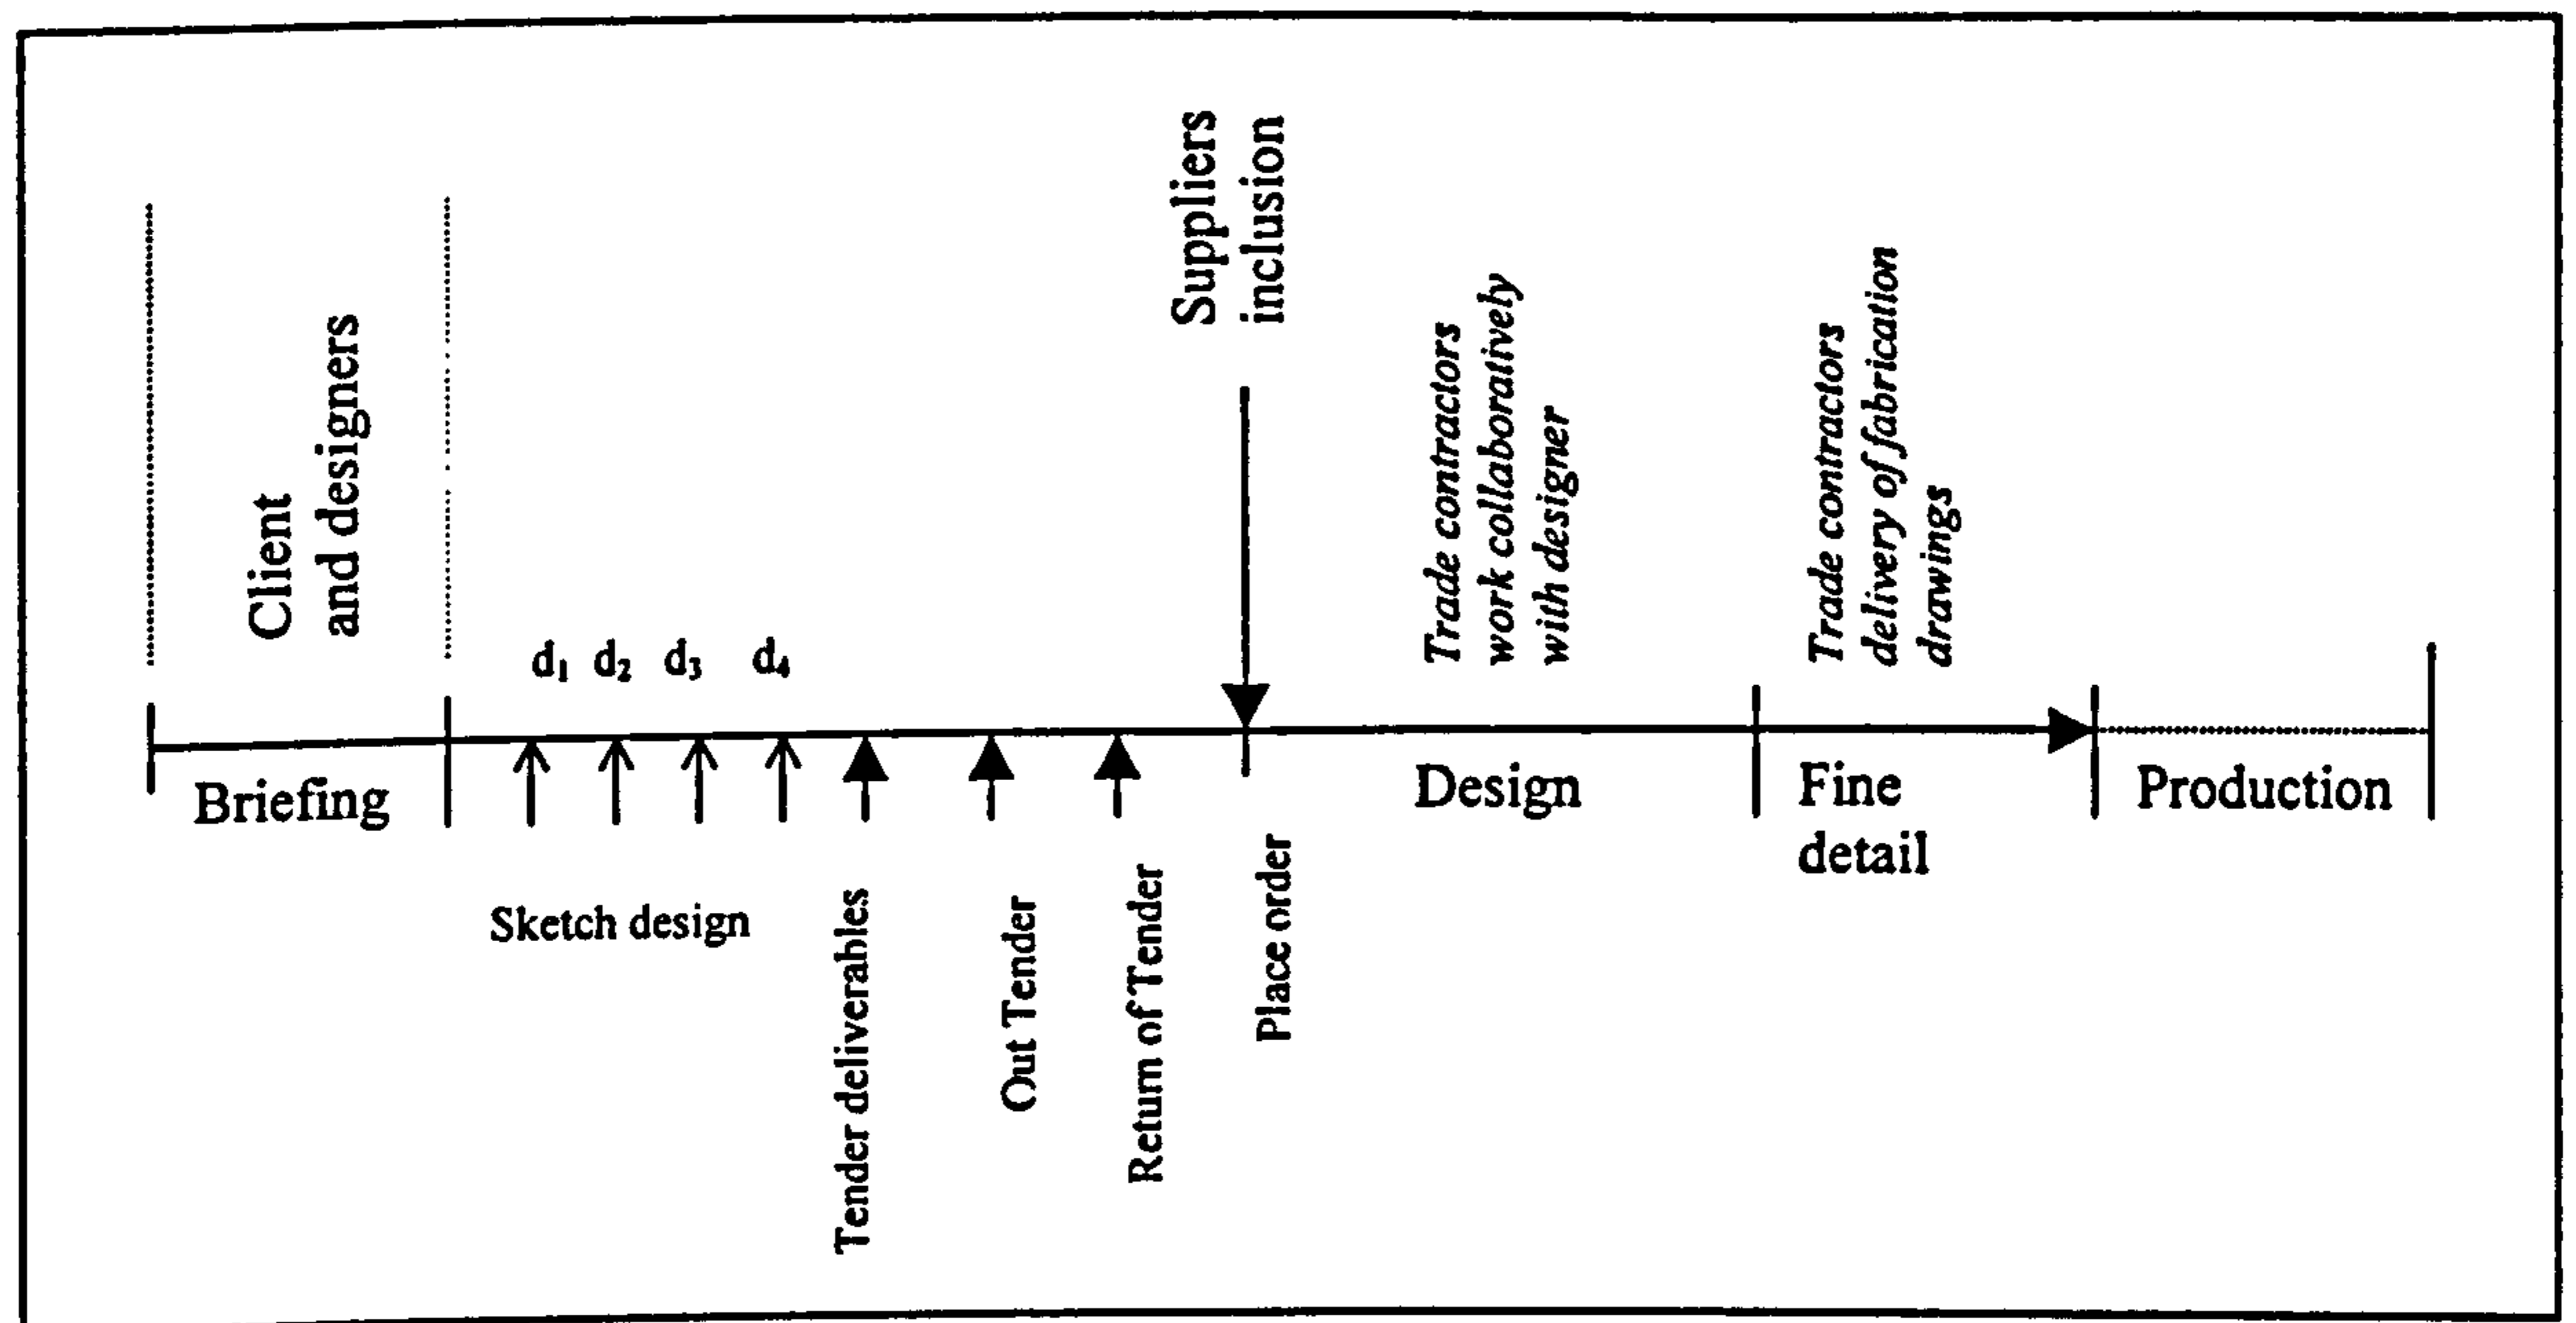 Client
and designers
Suppliers
inclusion
Trade contractors
work collaboratively
with designer
Trade contractors
delivery of fabrication
drawings
d₁ d₂ d₃ d₄
Briefing
Sketch design
Tender deliverables
Out Tender
Return of Tender
Place order
Design
Fine
detail
Production